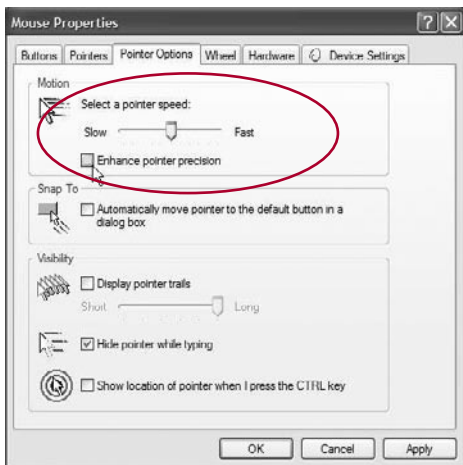 Mouse Properties
Buttons Pointers Pointer Options Wheel Hardware Device Settings
Motion
Select a pointer speed:
Slow Fast
Enhance pointer precision
Snap To
Automatically move pointer to the default button in a
dialog box
Visibility
Display pointer trails
Short Long
Hide pointer while typing
Show location of pointer when I press the CTRL key
OK Cancel Apply